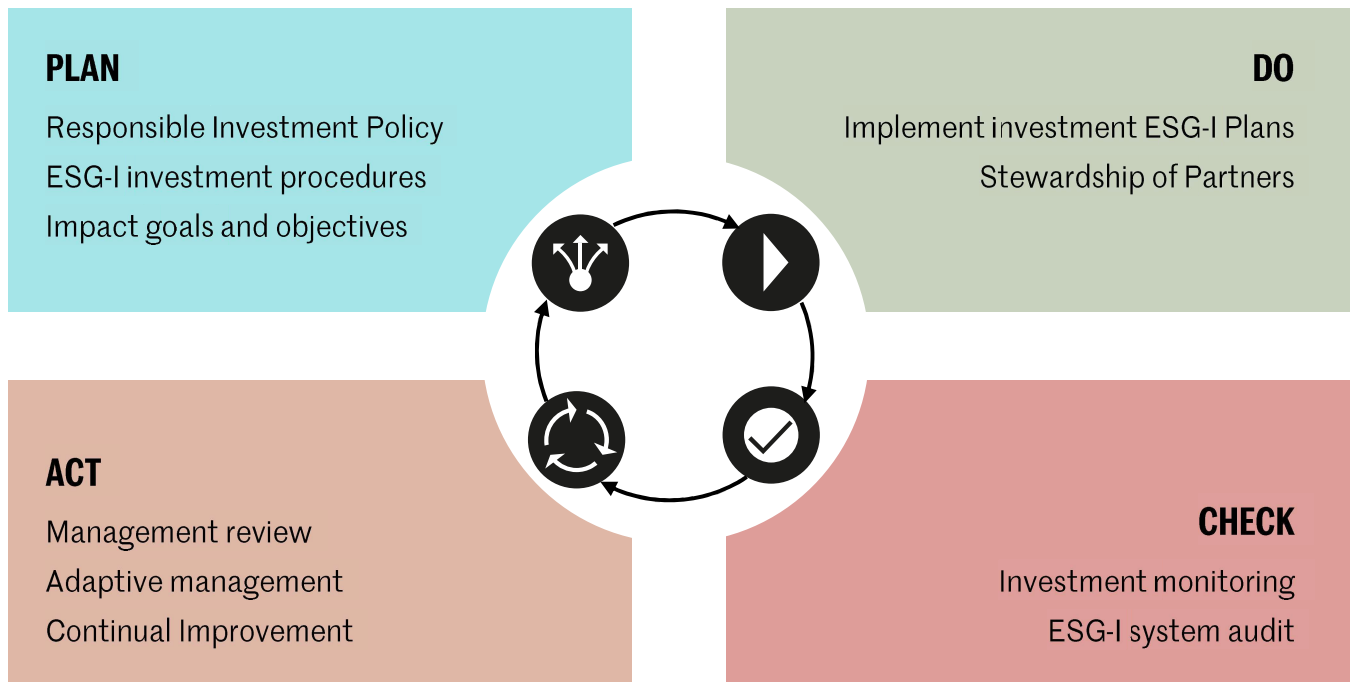 PLAN
Responsible Investment Policy
ESG-I investment procedures
Impact goals and objectives
DO
Implement investment ESG-I Plans
Stewardship of Partners
ACT
Management review
Adaptive management
Continual Improvement
CHECK
Investment monitoring
ESG-I system audit